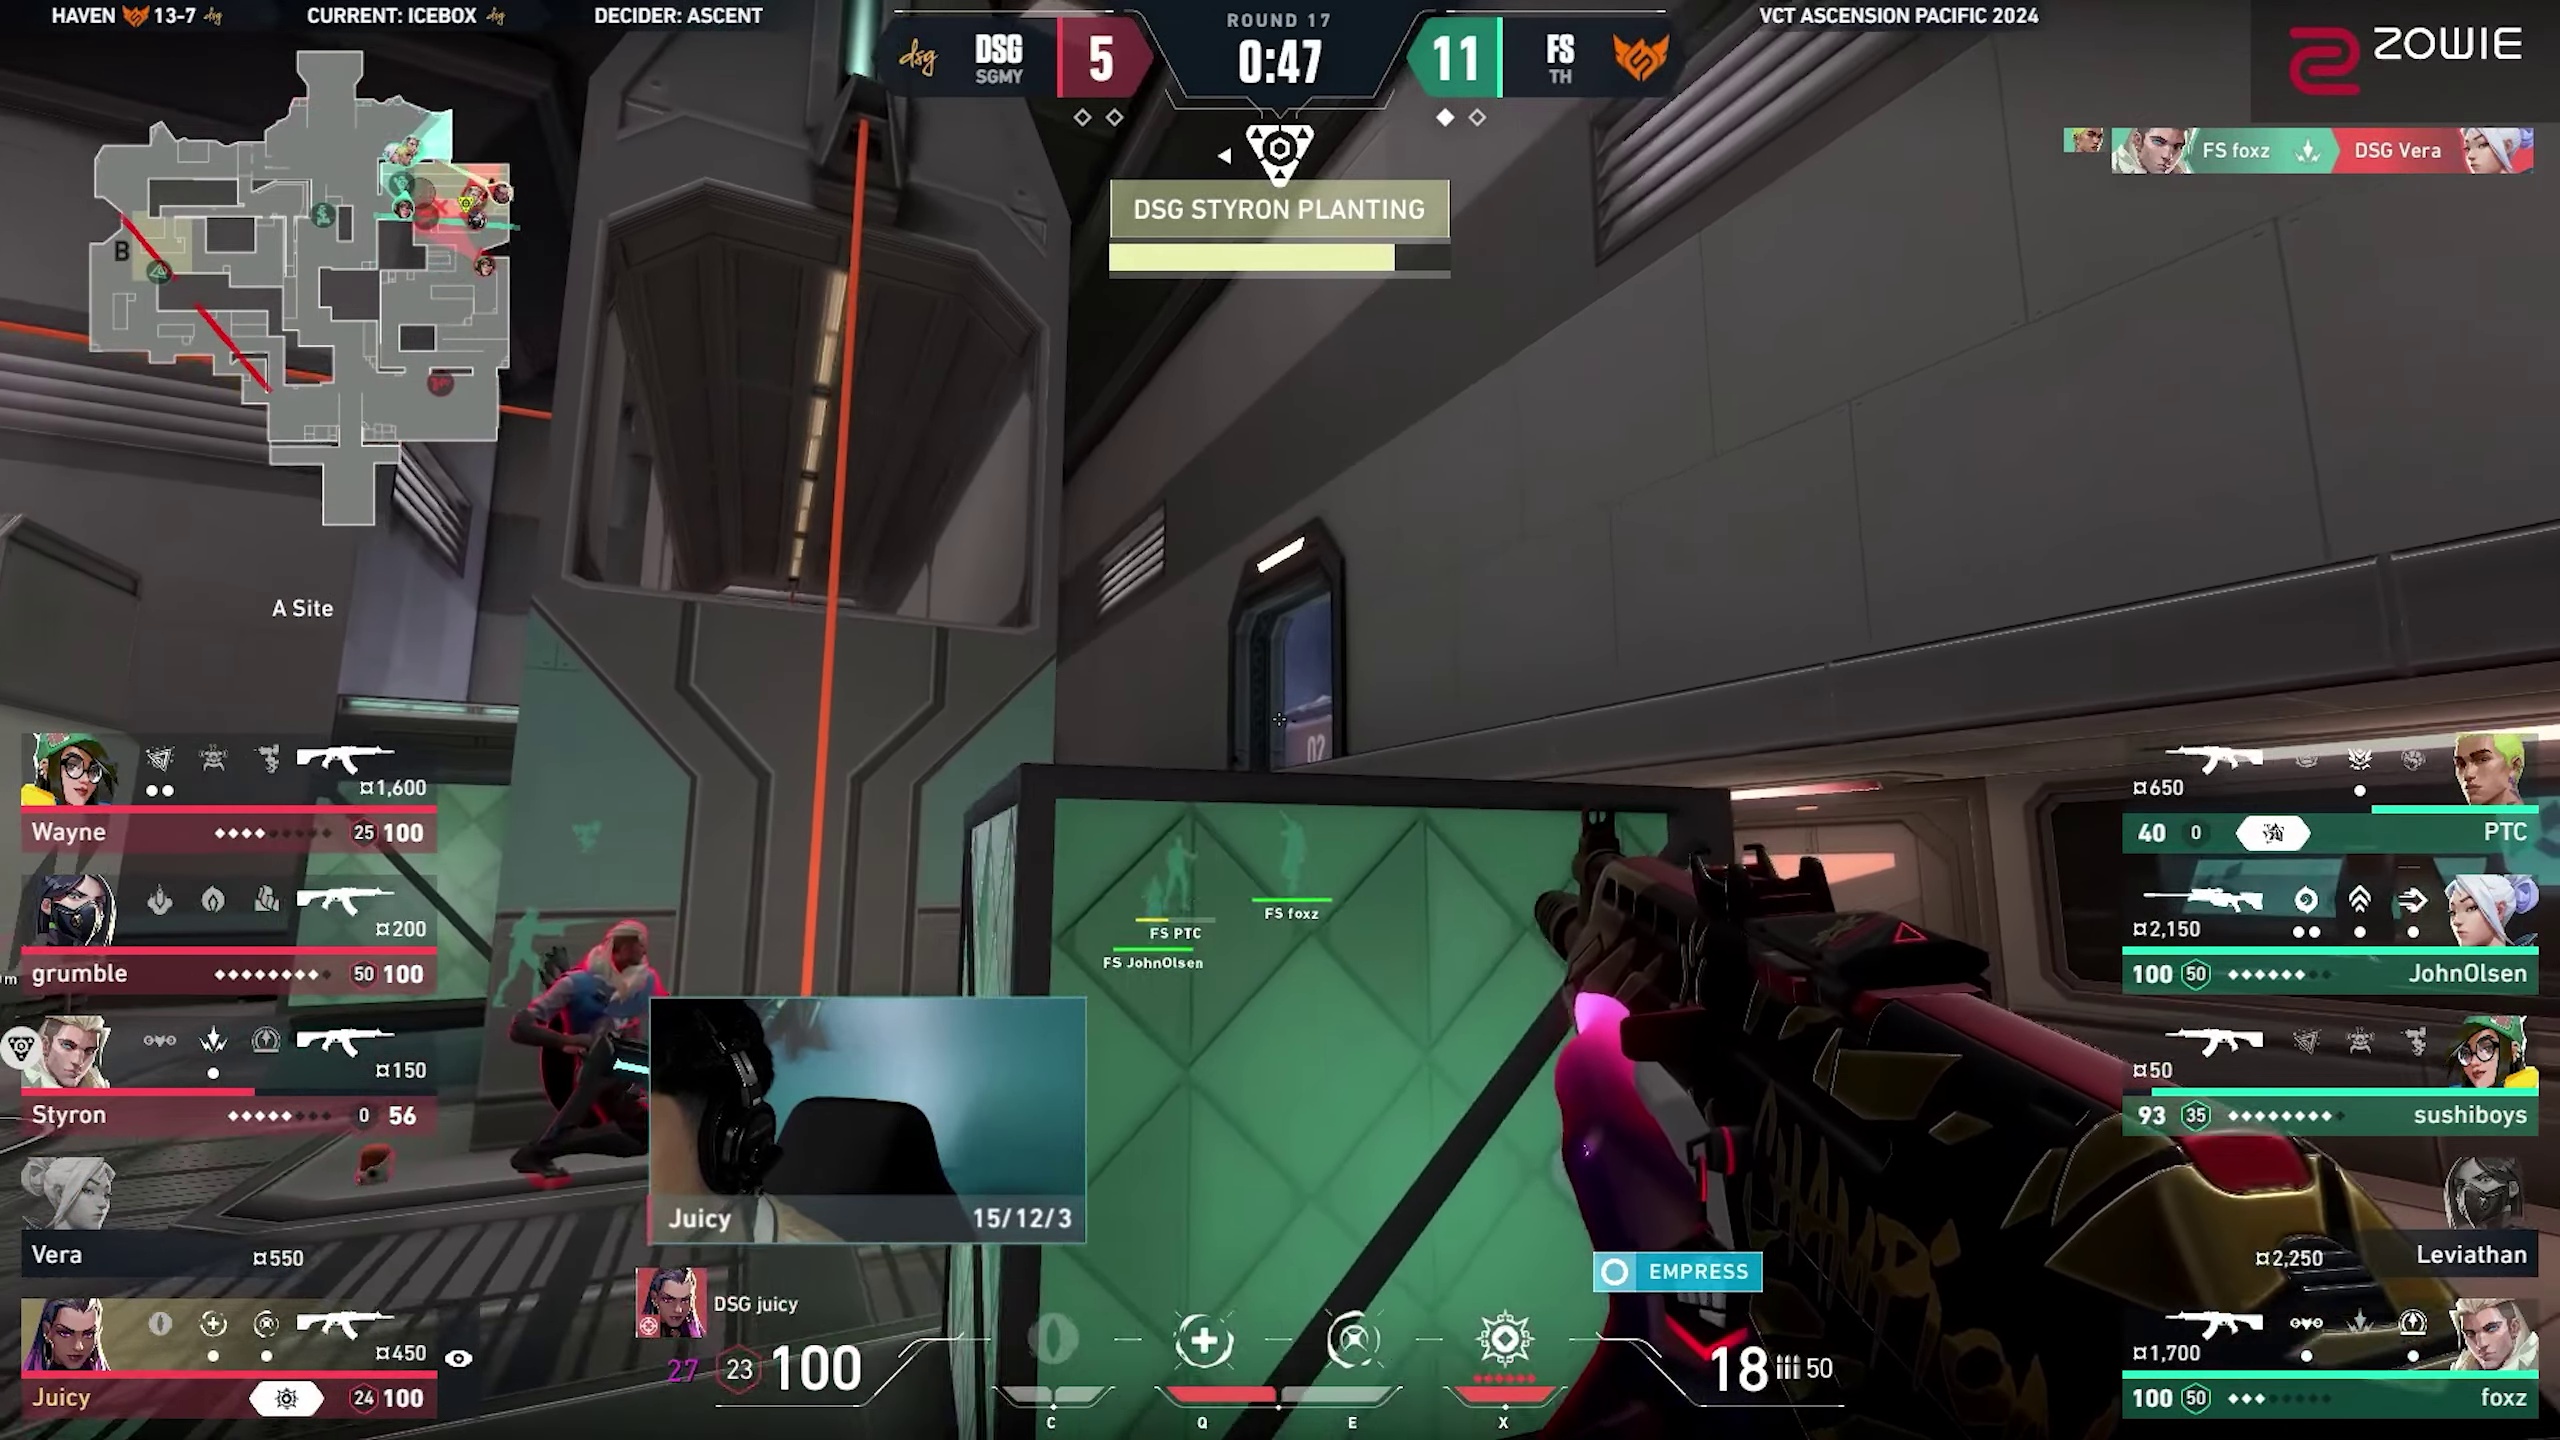 HAVEN 13-7 dsg
CURRENT: ICEBOX dsg
DECIDER: ASCENT
dsg DSG
SGMY
5
ROUND 17
0:47
11
FS
TH
VCT ASCENSION PACIFIC 2024
ZOWIE
FS foxz DSG Vera
DSG STYRON PLANTING
B
A Site
02
1,600
Wayne 25 100
200
grumble 50 100
150
Styron 0 56
Vera 550
450
Juicy 24 100
650
40 0 PTC
2,150
100 50 JohnOlsen
50
93 35 sushiboys
2,250 Leviathan
1,700
100 50 foxz
FS foxz
FS PTC
FS JohnOlsen
Juicy 15/12/3
DSG juicy
27 23 100
EMPRESS
18 50
C Q E X